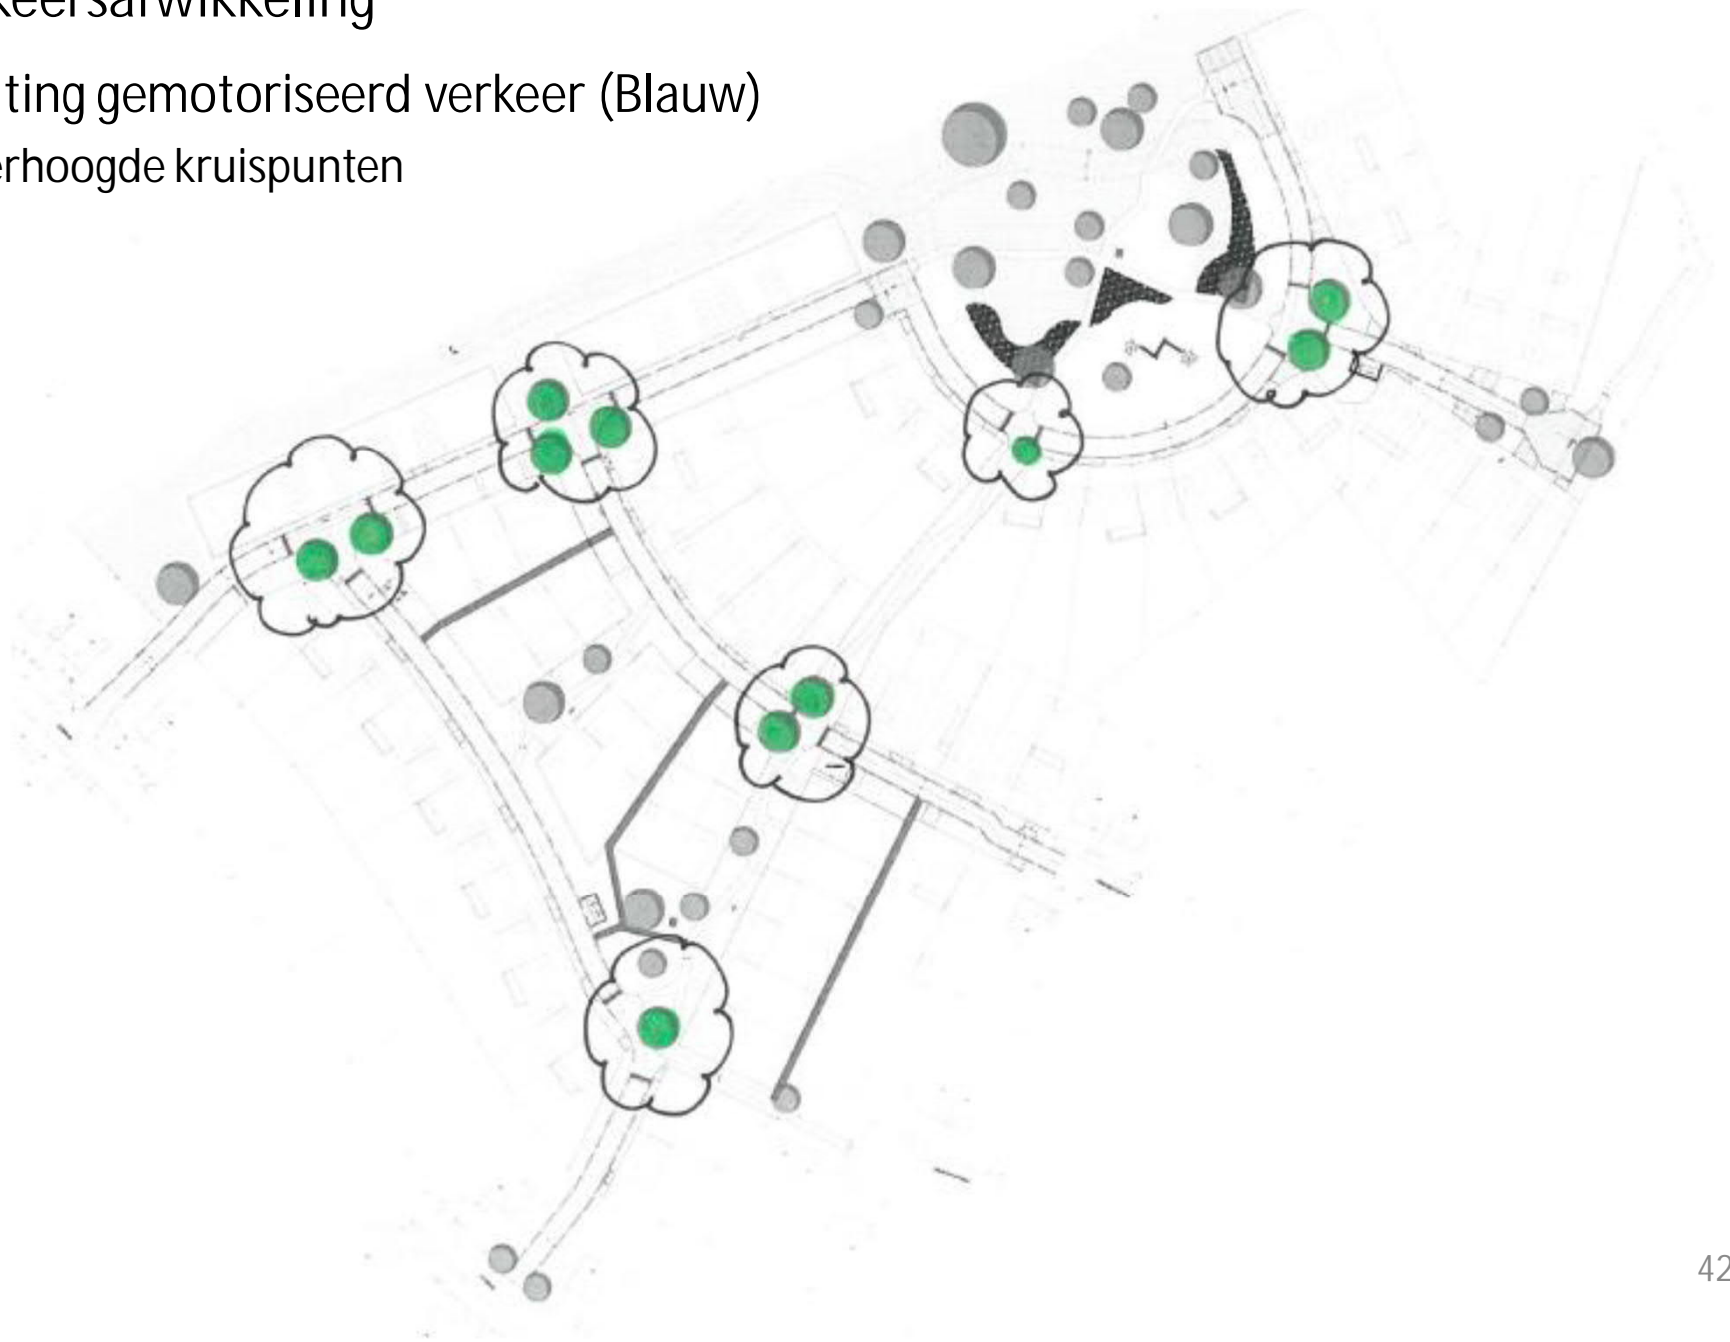 keersafwikkeling
ting gemotoriseerd verkeer (Blauw)
erhoogde kruispunten
42